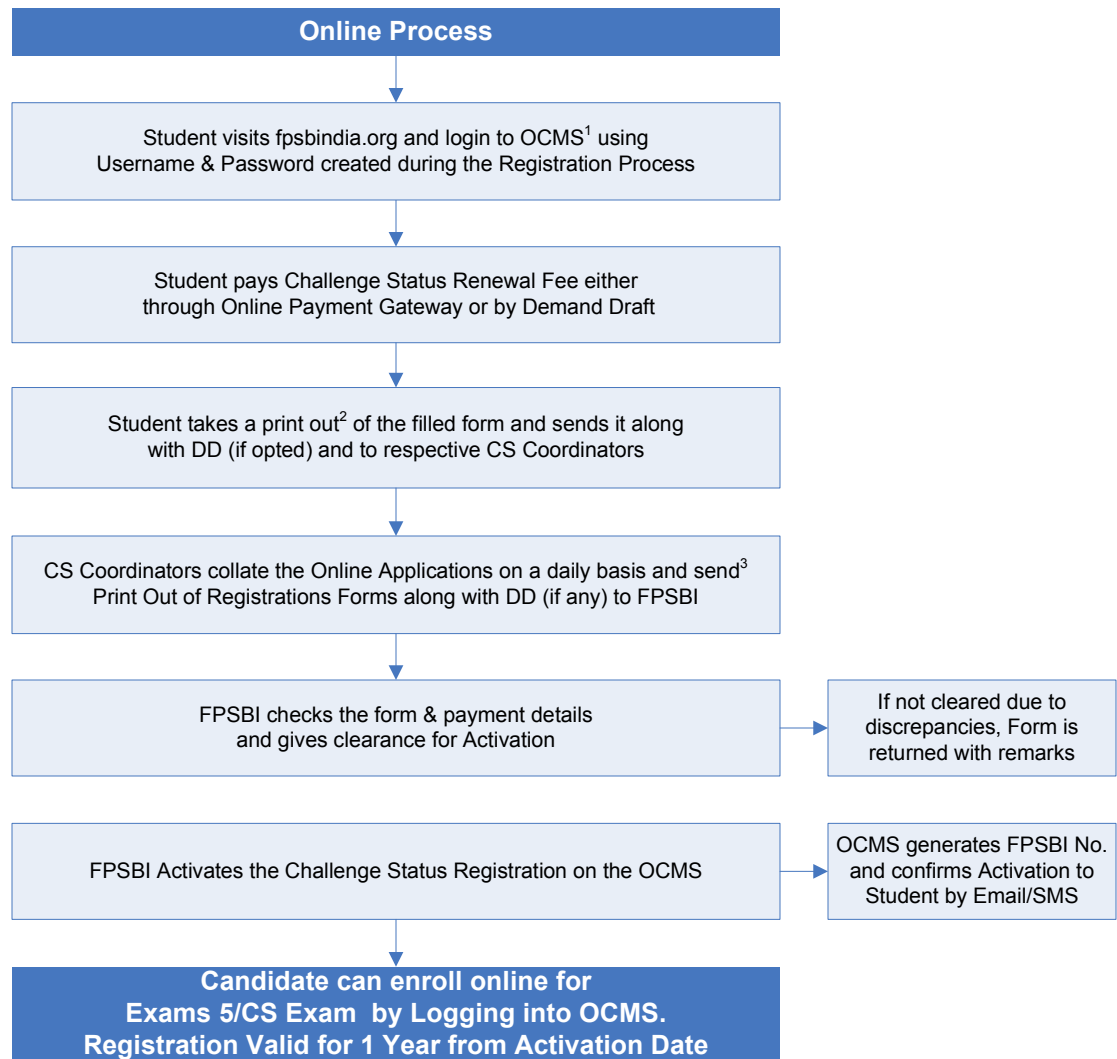 Online Process
Student visits fpsbindia.org and login to OCMS1 using
Username & Password created during the Registration Process
Student pays Challenge Status Renewal Fee either
through Online Payment Gateway or by Demand Draft
Student takes a print out2 of the filled form and sends it along
with DD (if opted) and to respective CS Coordinators
CS Coordinators collate the Online Applications on a daily basis and send3
Print Out of Registrations Forms along with DD (if any) to FPSBI
FPSBI checks the form & payment details
and gives clearance for Activation
If not cleared due to
discrepancies, Form is
returned with remarks
FPSBI Activates the Challenge Status Registration on the OCMS
OCMS generates FPSBI No.
and confirms Activation to
Student by Email/SMS
Candidate can enroll online for
Exams 5/CS Exam by Logging into OCMS.
Registration Valid for 1 Year from Activation Date